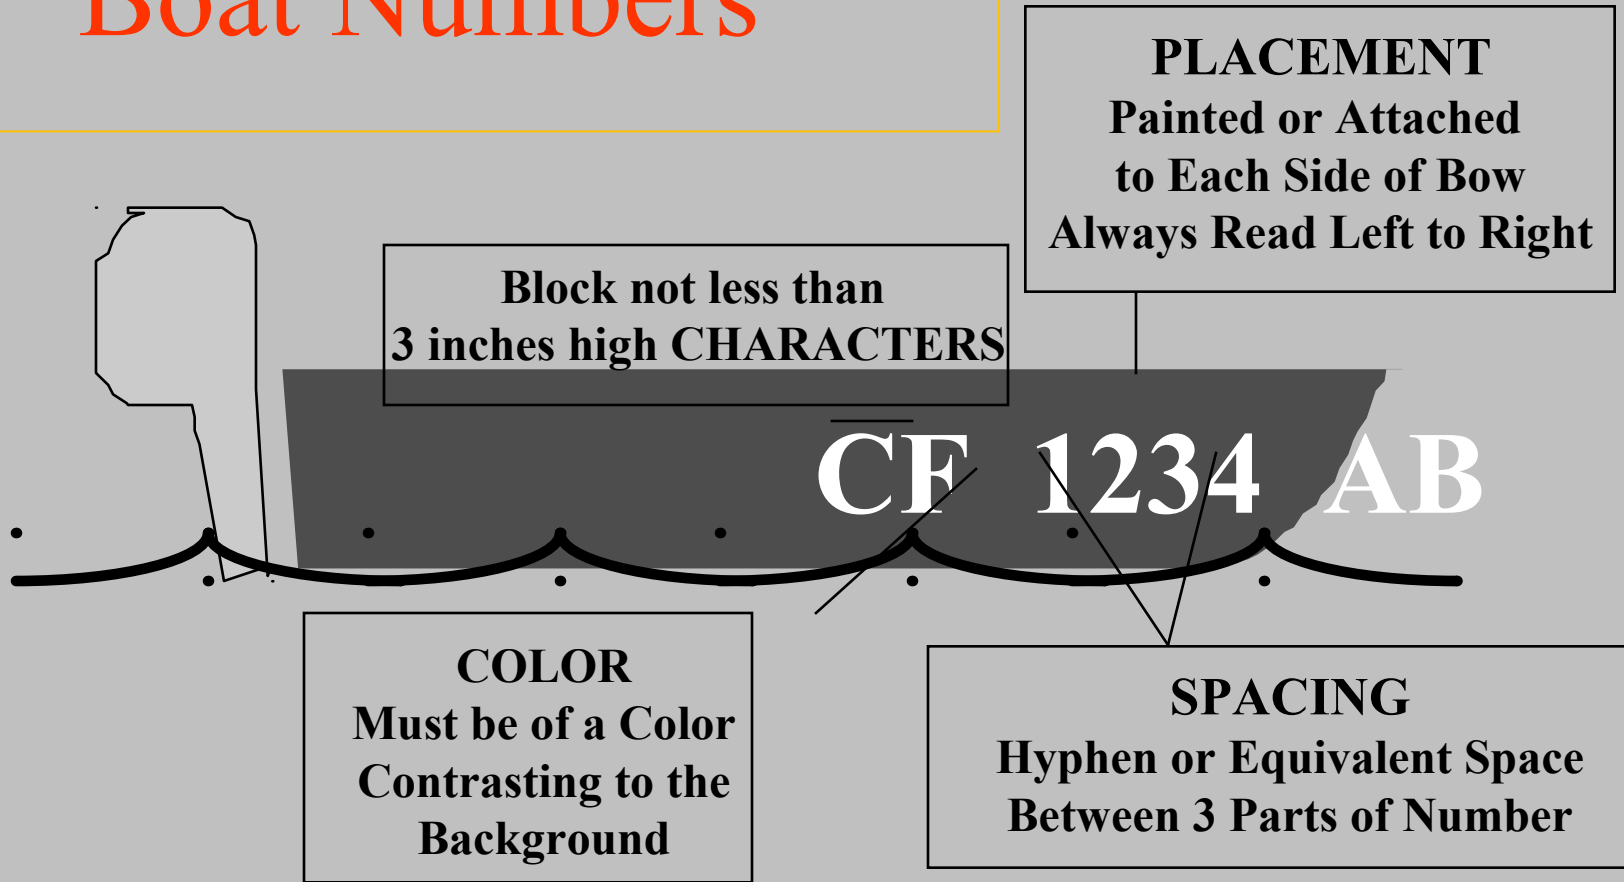 Boat Numbers
PLACEMENT
Painted or Attached
to Each Side of Bow
Always Read Left to Right
Block not less than
3 inches high CHARACTERS
CF 1234 AB
COLOR
Must be of a Color
Contrasting to the
Background
SPACING
Hyphen or Equivalent Space
Between 3 Parts of Number